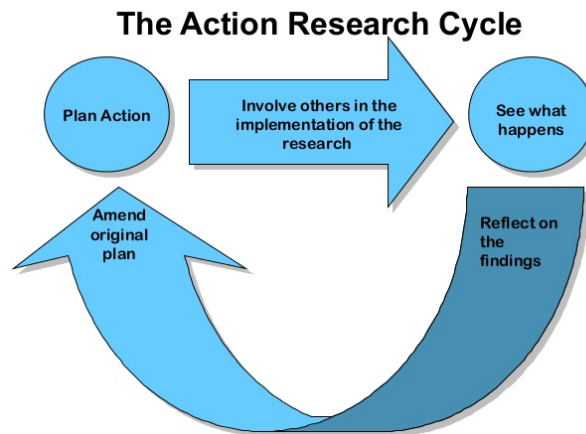 The Action Research Cycle
Plan Action
Involve others in the
implementation of the
research
See what
happens
Reflect on
the
findings
Amend
original
plan